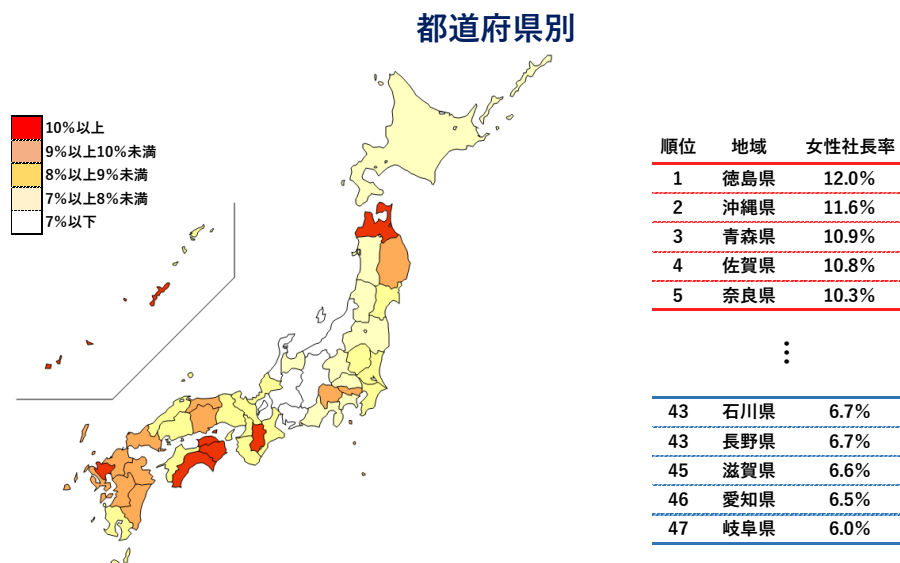 都道府県別
10%以上
9%以上10%未満
8%以上9%未満
7%以上8%未満
7%以下
順位 地域 女性社長率
1 徳島県 12.0%
2 沖縄県 11.6%
3 青森県 10.9%
4 佐賀県 10.8%
5 奈良県 10.3%
⋮
43 石川県 6.7%
43 長野県 6.7%
45 滋賀県 6.6%
46 愛知県 6.5%
47 岐阜県 6.0%